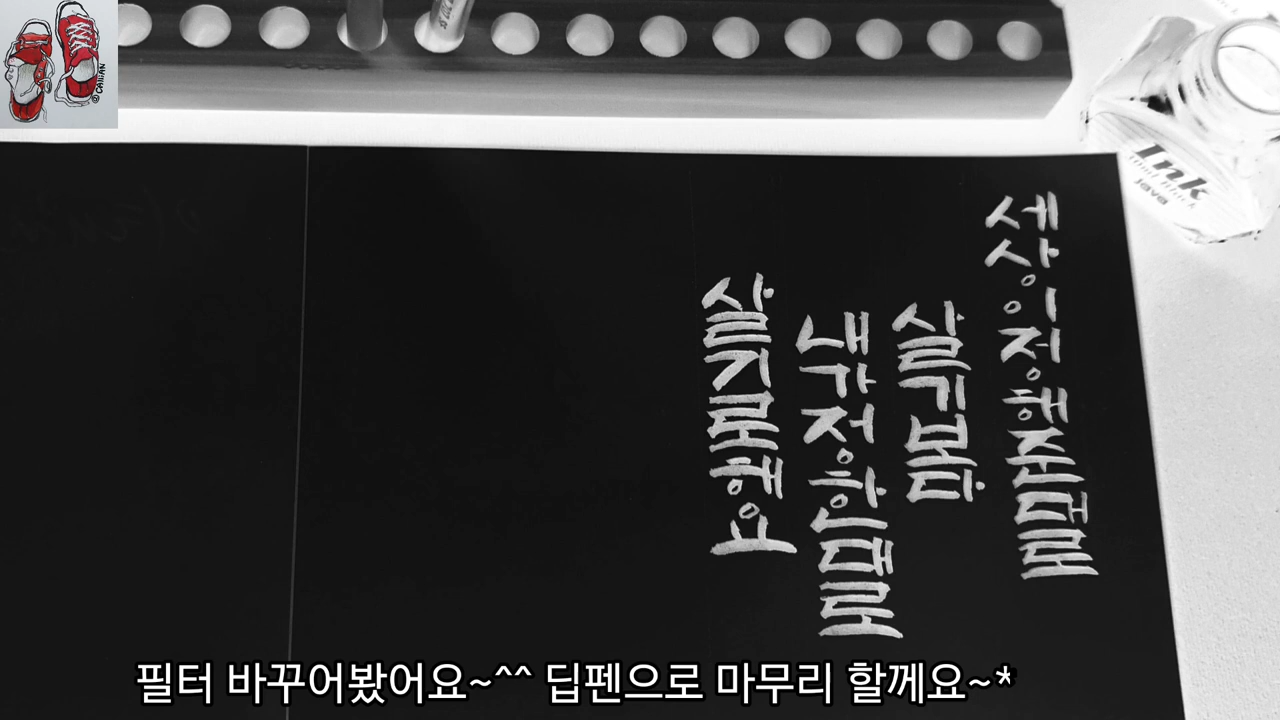 세상이정해준대로
살기보다
내가정한대로
살기로해요
Ink
java
필터 바꾸어봤어요~^^ 딥펜으로 마무리 할께요~*